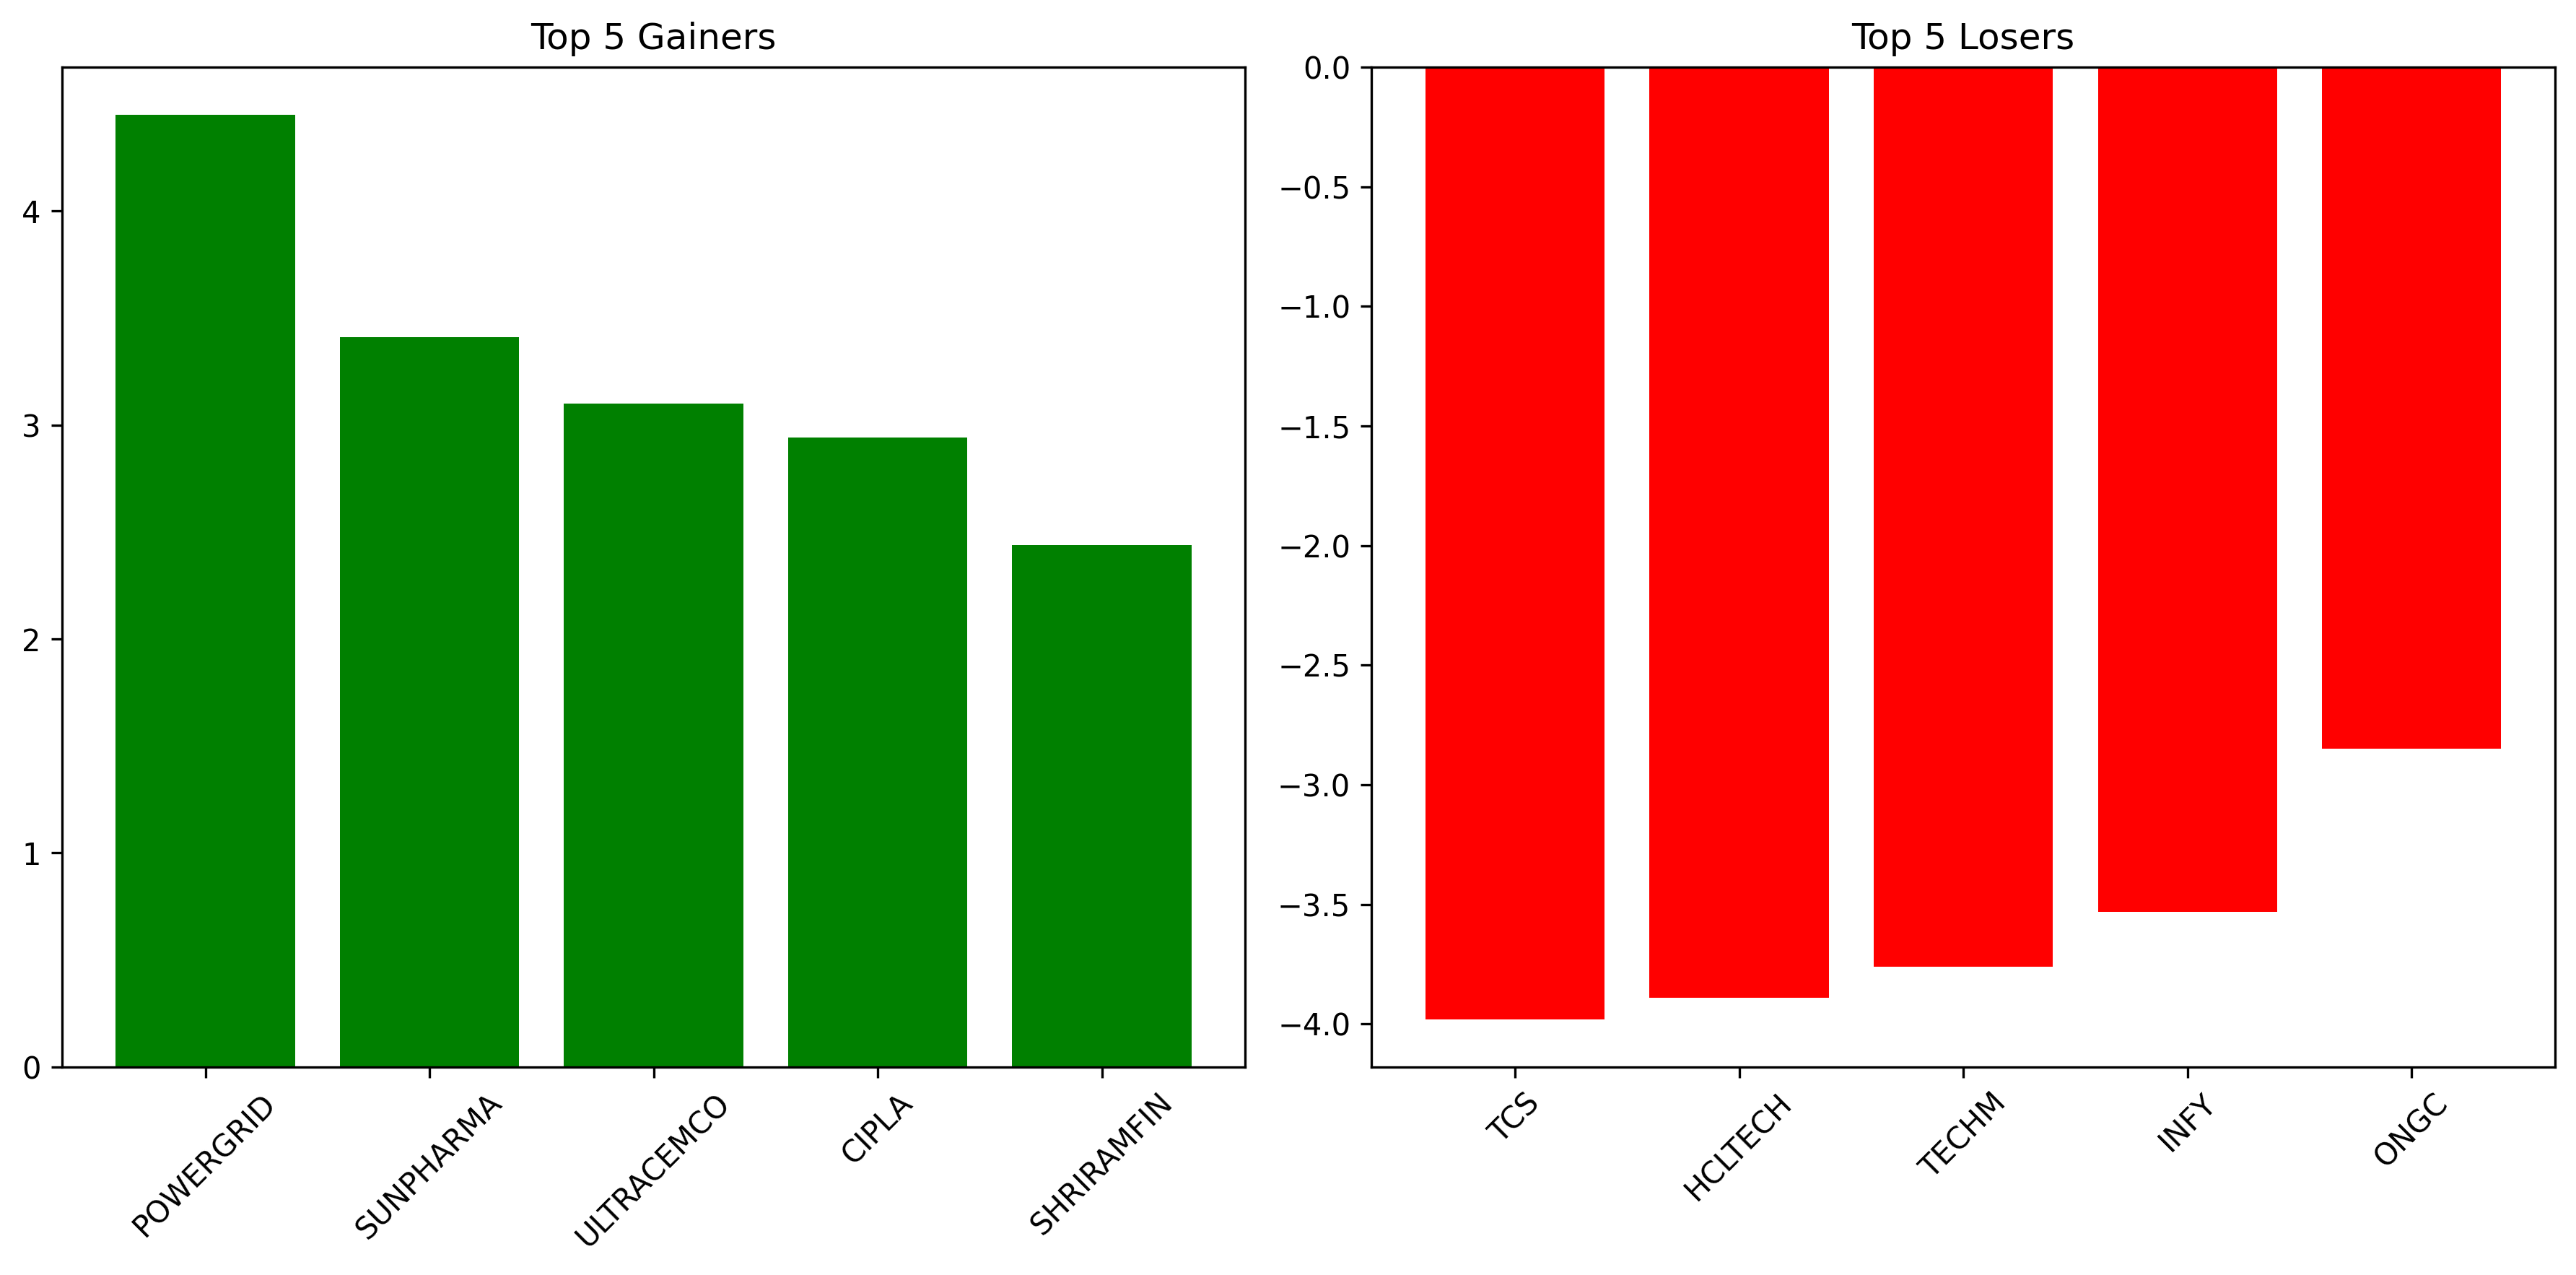 Top 5 Gainers
4
3
2
1
0
POWERGRID
SUNPHARMA
ULTRACEMCO
CIPLA
SHRIRAMFIN
Top 5 Losers
0.0
−0.5
−1.0
−1.5
−2.0
−2.5
−3.0
−3.5
−4.0
TCS
HCLTECH
TECHM
INFY
ONGC